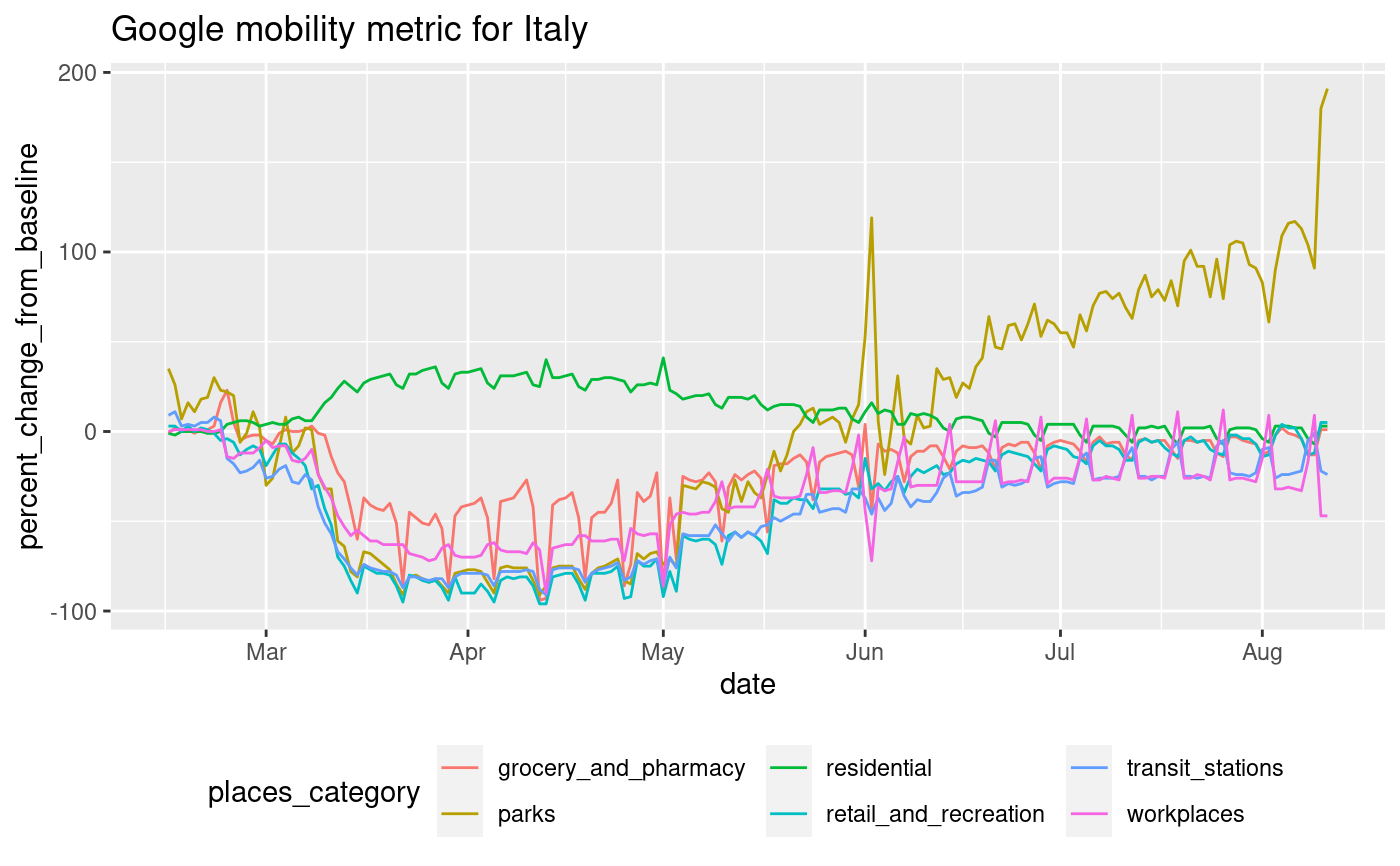 Google mobility metric for Italy
percent_change_from_baseline
200
100
0
-100
Mar Apr May Jun Jul Aug
date
places_category
grocery_and_pharmacy residential transit_stations
parks retail_and_recreation workplaces